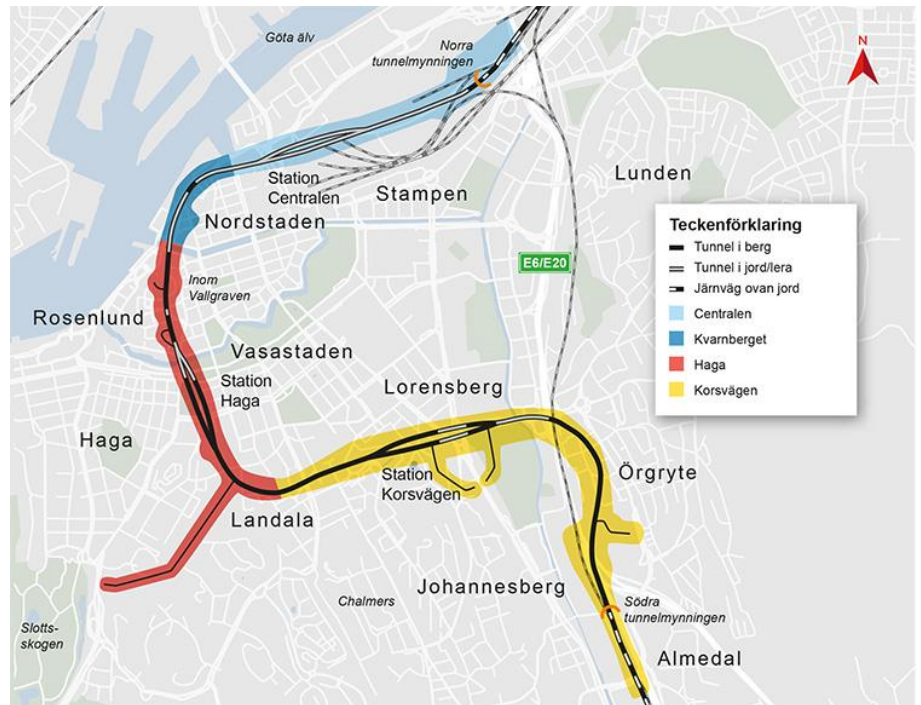 Göta älv
Norra
tunnelmynningen
N
Lunden
Station
Centralen
Stampen
Nordstaden
Teckenförklaring
Tunnel i berg
Tunnel i jord/lera
Järnväg ovan jord
Centralen
Kvarnberget
Haga
Korsvägen
E6/E20
Inom
Vallgraven
Rosenlund
Vasastaden
Station
Haga
Lorensberg
Haga
Station
Korsvägen
Örgryte
Landala
Johannesberg
Chalmers
Södra
tunnelmynningen
Slotts-
skogen
Almedal